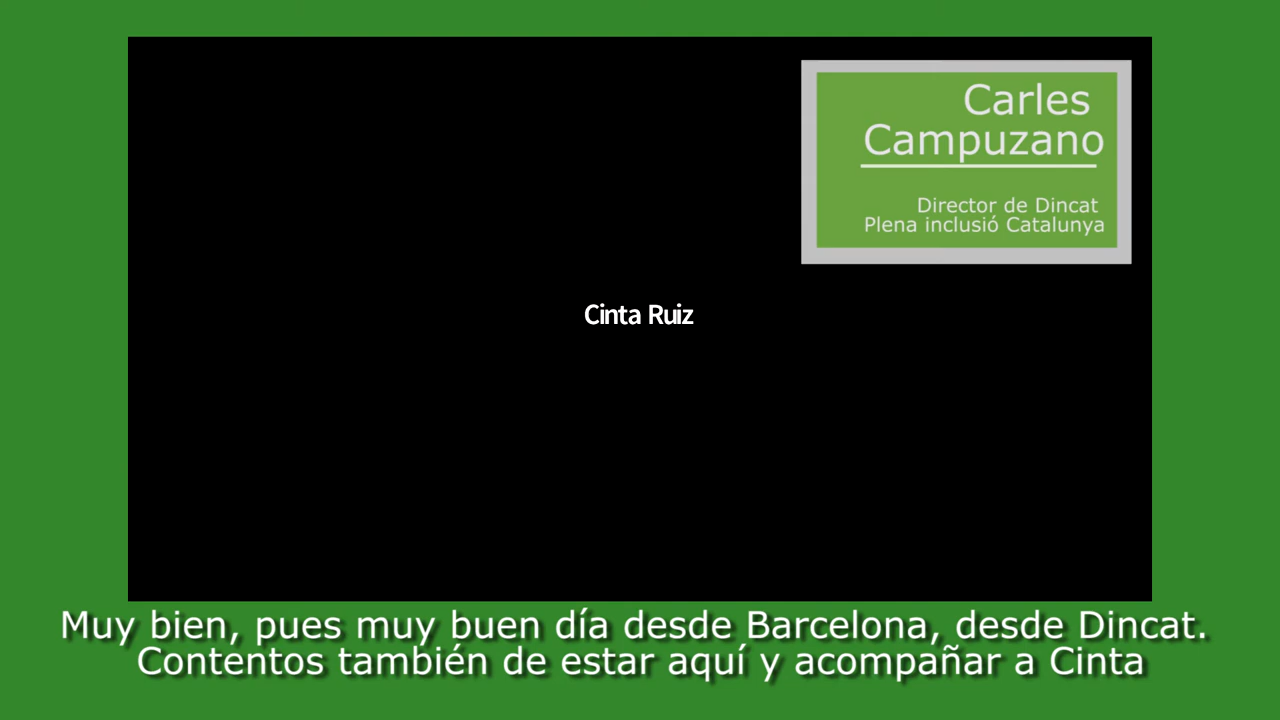 Carles
Campuzano
Director de Dincat
Plena inclusió Catalunya
Cinta Ruiz
Muy bien, pues muy buen día desde Barcelona, desde Dincat.
Contentos también de estar aquí y acompañar a Cinta